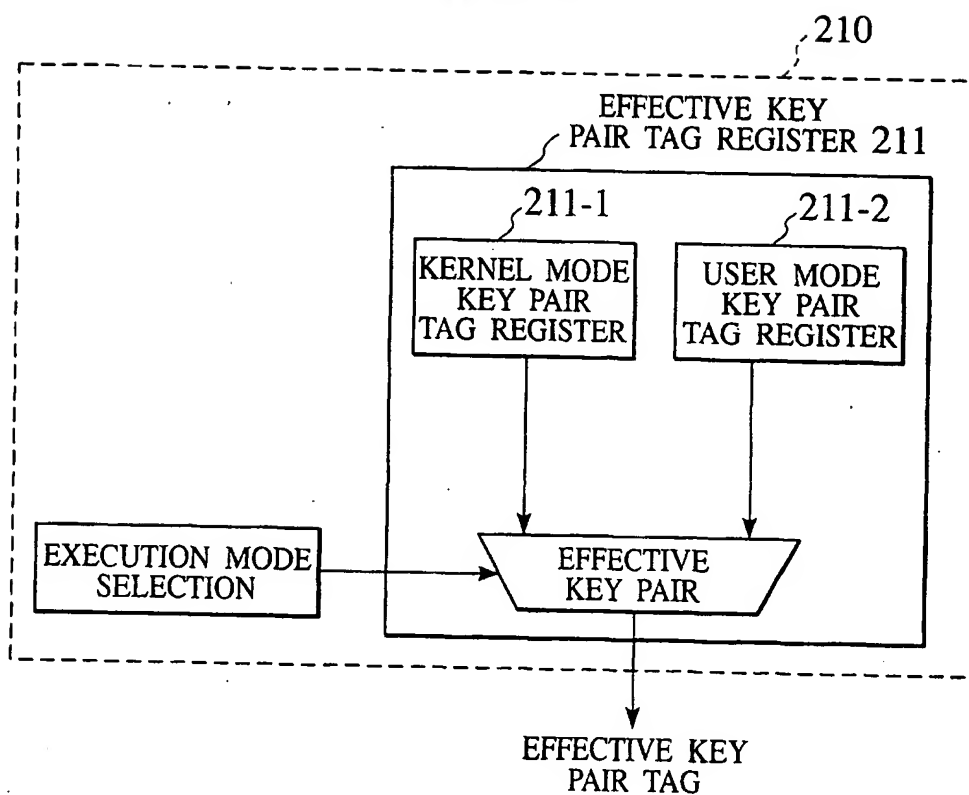 210
EFFECTIVE KEY
PAIR TAG REGISTER 211
211-1
211-2
KERNEL MODE
KEY PAIR
TAG REGISTER
USER MODE
KEY PAIR
TAG REGISTER
EXECUTION MODE
SELECTION
EFFECTIVE
KEY PAIR
EFFECTIVE KEY
PAIR TAG